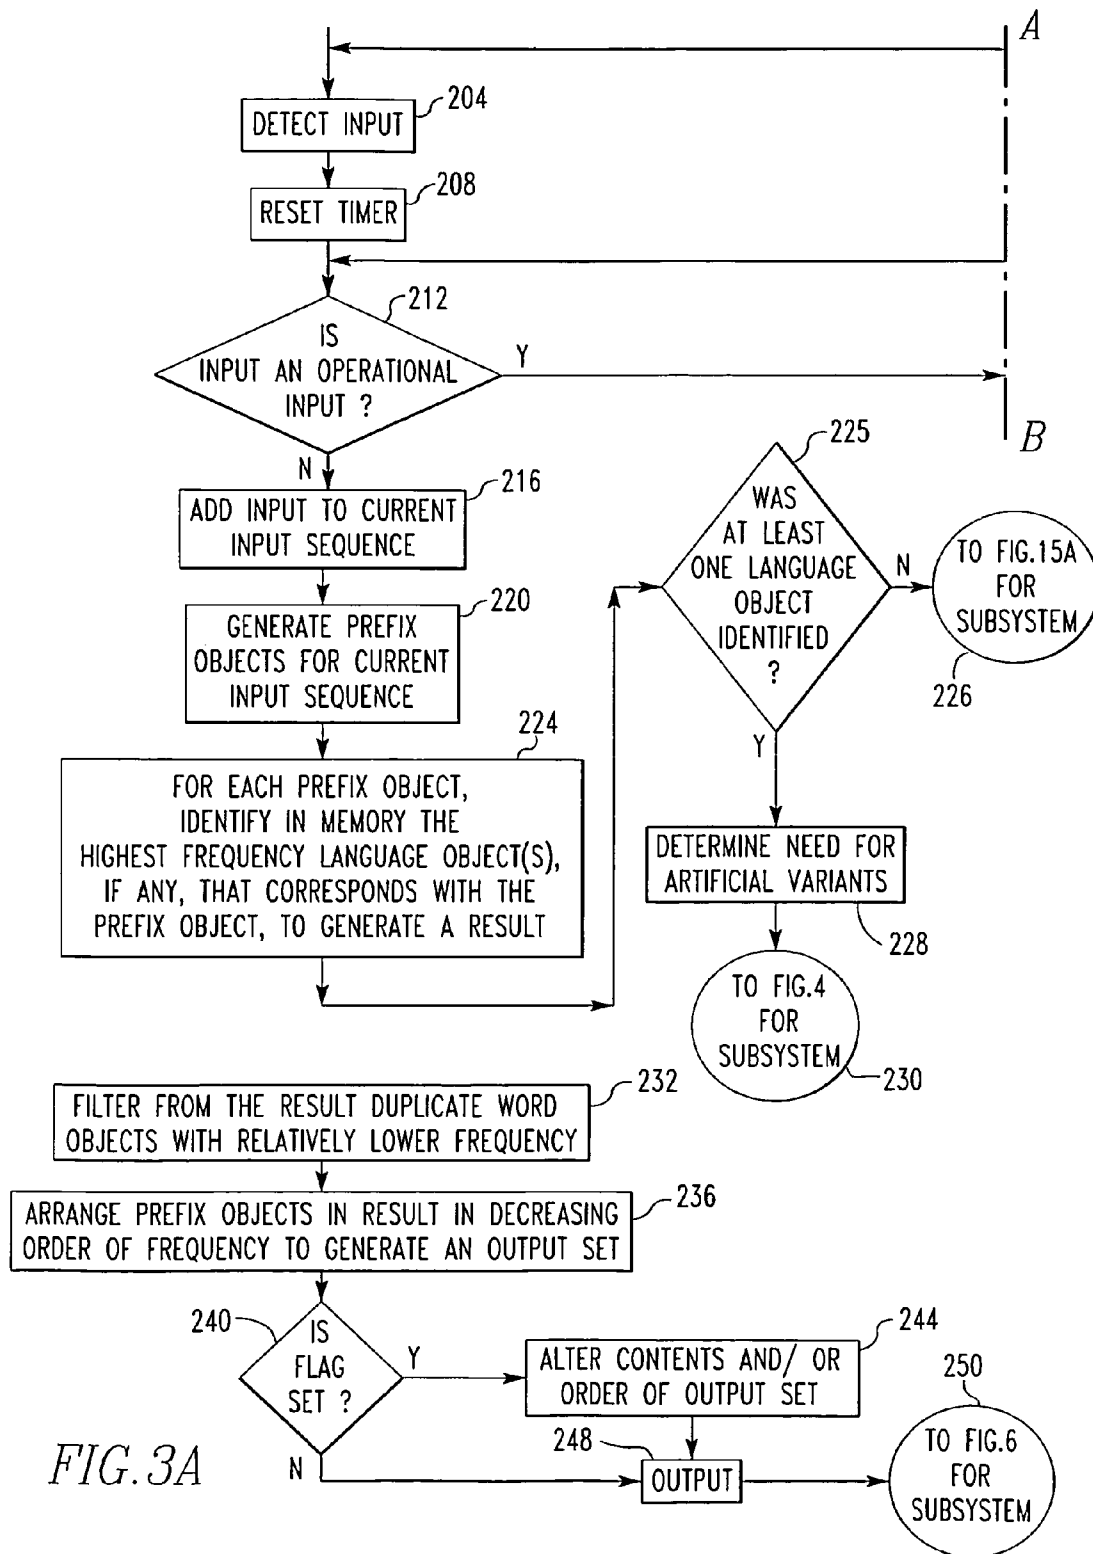 A
204
DETECT INPUT
208
RESET TIMER
212
IS
INPUT AN OPERATIONAL
INPUT ?
Y
B
N
216
ADD INPUT TO CURRENT
INPUT SEQUENCE
220
GENERATE PREFIX
OBJECTS FOR CURRENT
INPUT SEQUENCE
224
FOR EACH PREFIX OBJECT,
IDENTIFY IN MEMORY THE
HIGHEST FREQUENCY LANGUAGE OBJECT(S),
IF ANY, THAT CORRESPONDS WITH THE
PREFIX OBJECT, TO GENERATE A RESULT
225
WAS
AT LEAST
ONE LANGUAGE
OBJECT
IDENTIFIED
?
N
TO FIG.15A
FOR
SUBSYSTEM
226
Y
DETERMINE NEED FOR
ARTIFICIAL VARIANTS
228
TO FIG.4
FOR
SUBSYSTEM
230
232
FILTER FROM THE RESULT DUPLICATE WORD
OBJECTS WITH RELATIVELY LOWER FREQUENCY
236
ARRANGE PREFIX OBJECTS IN RESULT IN DECREASING
ORDER OF FREQUENCY TO GENERATE AN OUTPUT SET
240
IS
FLAG
SET ?
Y
244
ALTER CONTENTS AND/ OR
ORDER OF OUTPUT SET
N
248
OUTPUT
250
TO FIG.6
FOR
SUBSYSTEM
FIG.3A